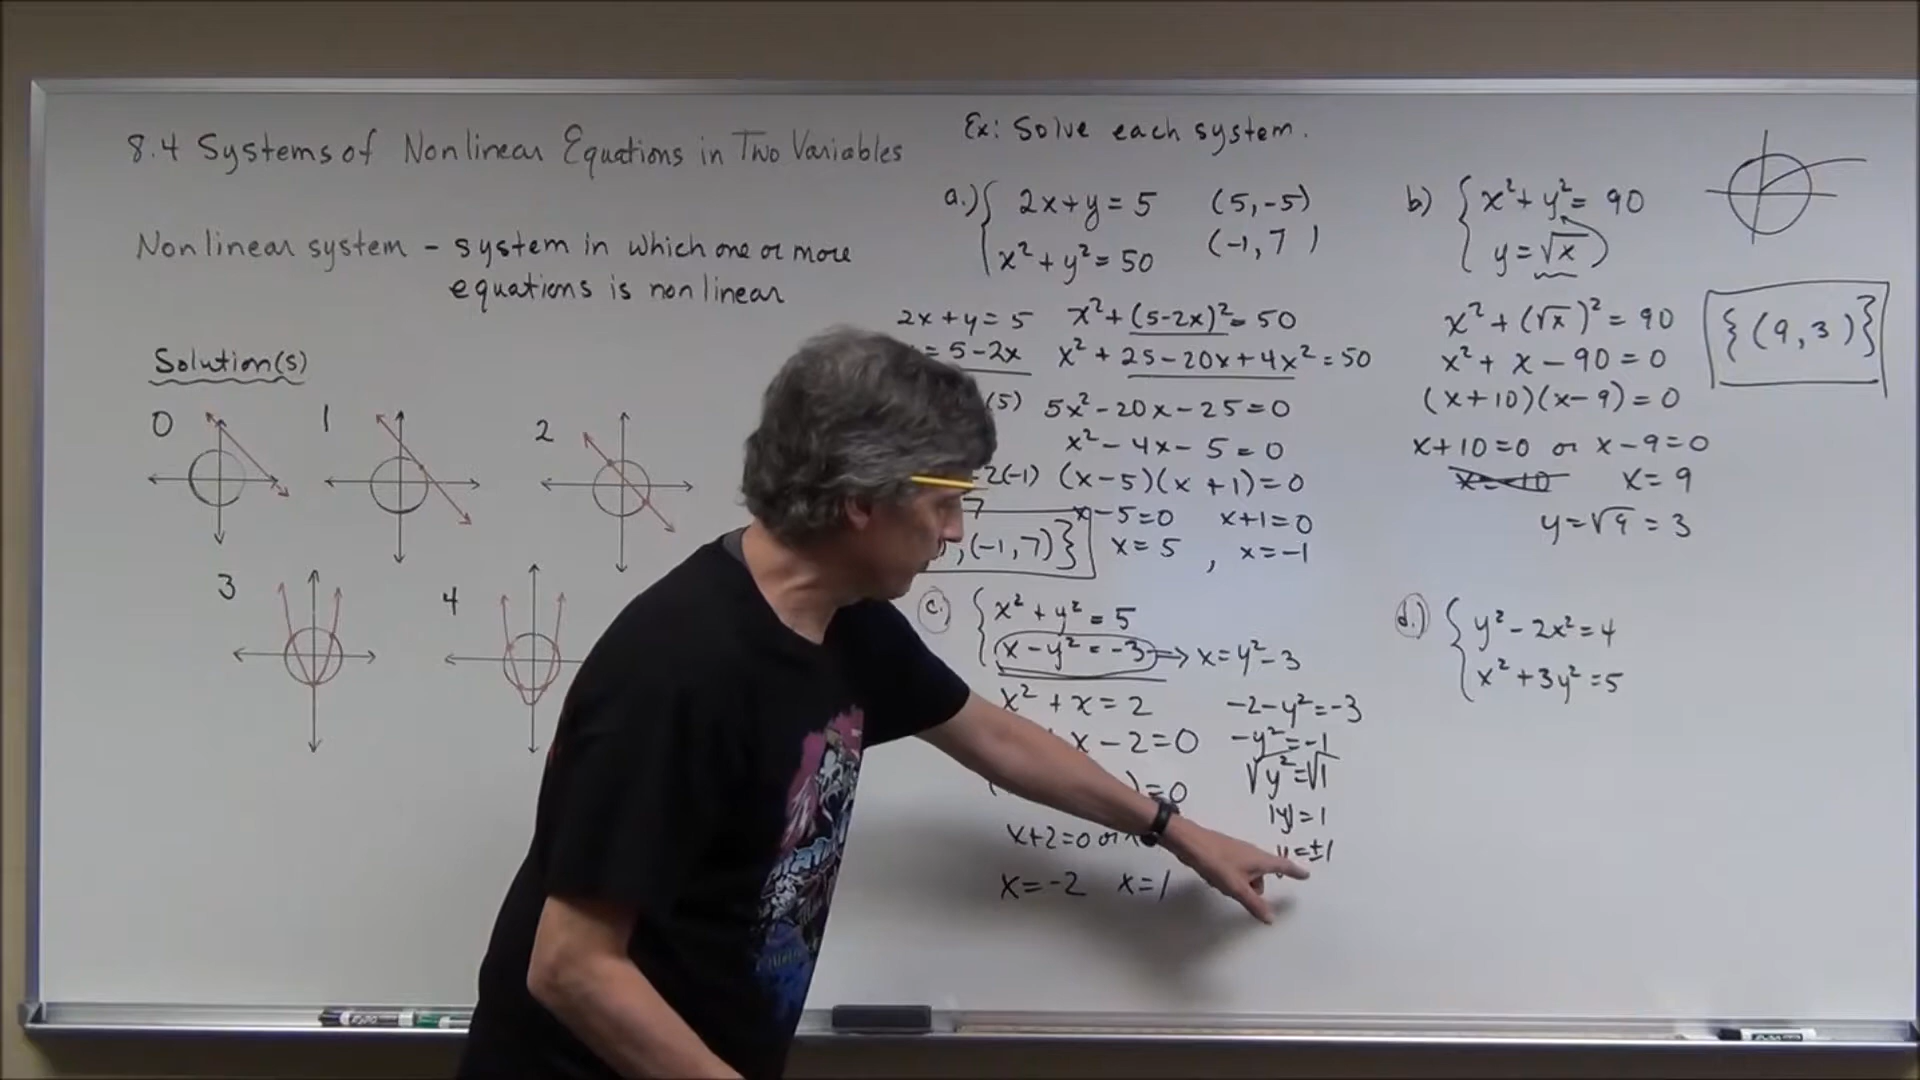 8.4 Systems of Nonlinear Equations in Two Variables
Nonlinear system – system in which one or more
equations is nonlinear
Solution(s)
0
1
2
3
4
Ex: Solve each system.
a.) { 2x+y=5 (5,-5)
x²+y²=50 (-1,7)
2x+y=5 x²+(5-2x)²=50
=5-2x x²+25-20x+4x²=50
(5) 5x²-20x-25=0
x²-4x-5=0
-2(-1) (x-5)(x+1)=0
7 x-5=0 x+1=0
,(-1,7)} x=5, x=-1
b) { x²+y²=90
y=√x
x²+(√x)²=90
x²+x-90=0
(x+10)(x-9)=0
x+10=0 or x-9=0
x=-10 x=9
y=√9=3
{(9,3)}
c.) { x²+y²=5
x-y²=-3 → x=y²-3
x²+x=2
x-2=0
)=0
x+2=0 or x
x=-2 x=1
-2-y²=-3
-y²=-1
√y²=√1
|y|=1
y=±1
d.) { y²-2x²=4
x²+3y²=5
EXPO